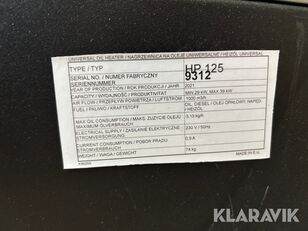 UNIVERSAL OIL HEATER / NAGRZEWNICA NA OLEJE UNIWERSALNE / HEIZÖL UNIVERSAL
TYPE / TYP HP 125
SERIAL NO. / NUMER FABRYCZNY 9312
SERIENNUMMER
YEAR OF PRODUCTION / ROK PRODUKCJI / JAHR 2021
CAPACITY / WYDAJNOŚĆ / PRODUKTIVITÄT MIN 29 KW, MAX 39 KW
AIR FLOW / PRZEPŁYW POWIETRZA / LUFTSTROM 1000 m3/h
FUEL / PALIWO / KRAFTSTOFF OIL, DIESEL / OLEJ OPAŁOWY, NAPED. HEIZÖL
MAX OIL CONSUMPTION / MAKS. ZUŻYCIE OLEJU 3,13 kg/h
MAXIMUM ÖLVERBRAUCH
ELECTRICAL SUPPLY / ZASILANIE ELEKTRYCZNE 230 V / 50Hz
STROMVERBRAUCH
CURRENT CONSUMPTION / POBÓR PRĄDU 0,9 A
STROMVERBRAUCH
WEIGHT / WAGA / GEWICHT 74 kg
MADE IN E.U.
KLARAVIK